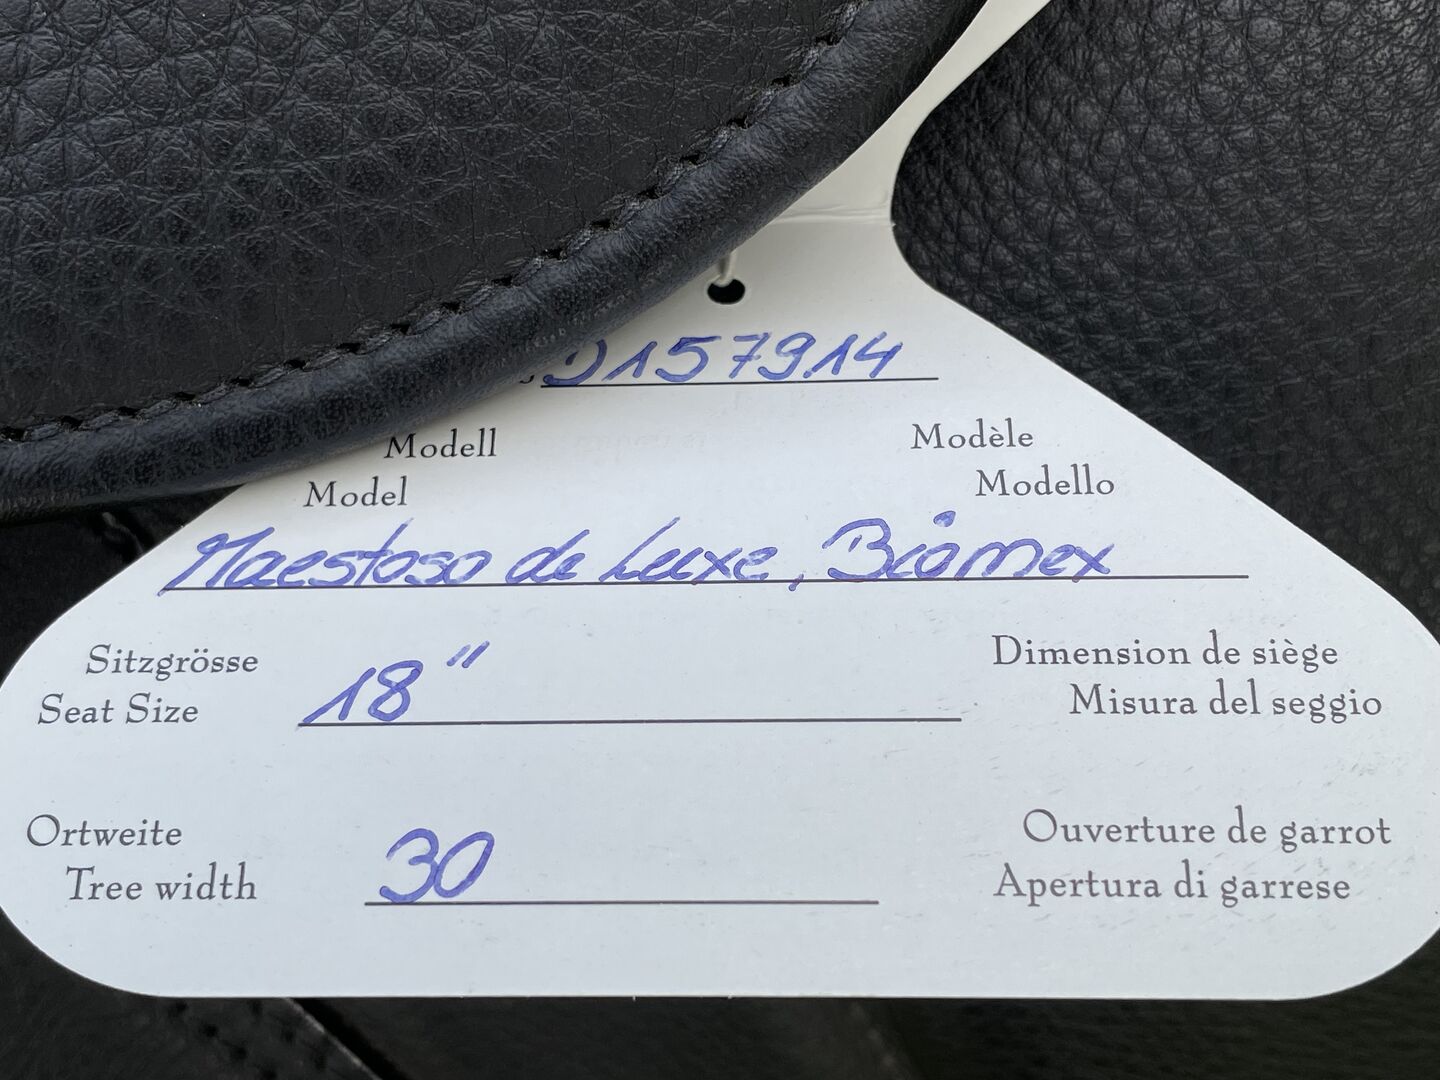 9157914
Modell Modèle
Model Modello
Maestoso de Luxe, Biomex
Sitzgrösse Dimension de siège
Seat Size 18" Misura del seggio
Ortweite Ouverture de garrot
Tree width 30 Apertura di garrese